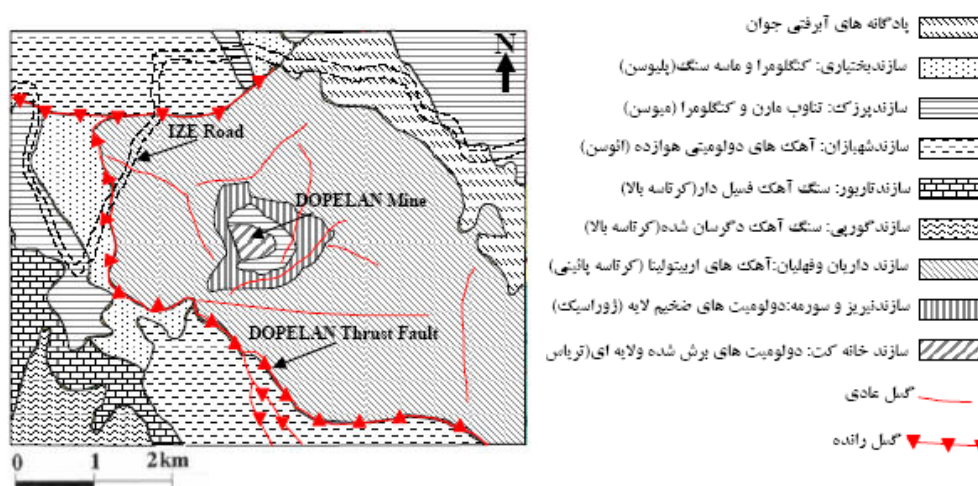 N
IZE Road
DOPELAN Mine
DOPELAN Thrust Fault
0 1 2 km
پادگانه های آبرفتی جوان
سازندبختیاری: کنگلومرا و ماسه سنگ(پلیوسن)
سازندپرزک: تناوب مارن و کنگلومرا (میوسن)
سازندشهبازان: آهک های دولومیتی هوازده (ائوسن)
سازندتاربور: سنگ آهک فسیل دار(کرتاسه بالا)
سازندگورپی: سنگ آهک دگرسان شده(کرتاسه بالا)
سازند داریان وفهلیان:آهک های اربیتولینا (کرتاسه پائینی)
سازندنیریز و سورمه:دولومیت های ضخیم لایه (ژوراسیک)
سازند خانه کت: دولومیت های برش شده ولایه ای(تریاس
گسل عادی
گسل رانده